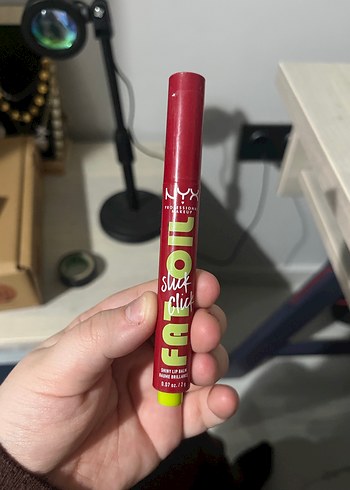 NYX
PROFESSIONAL
MAKEUP
FAT OIL
Slick
Click
SHINY LIP BALM
BAUME BRILLANT
0.07 oz. / 2 g